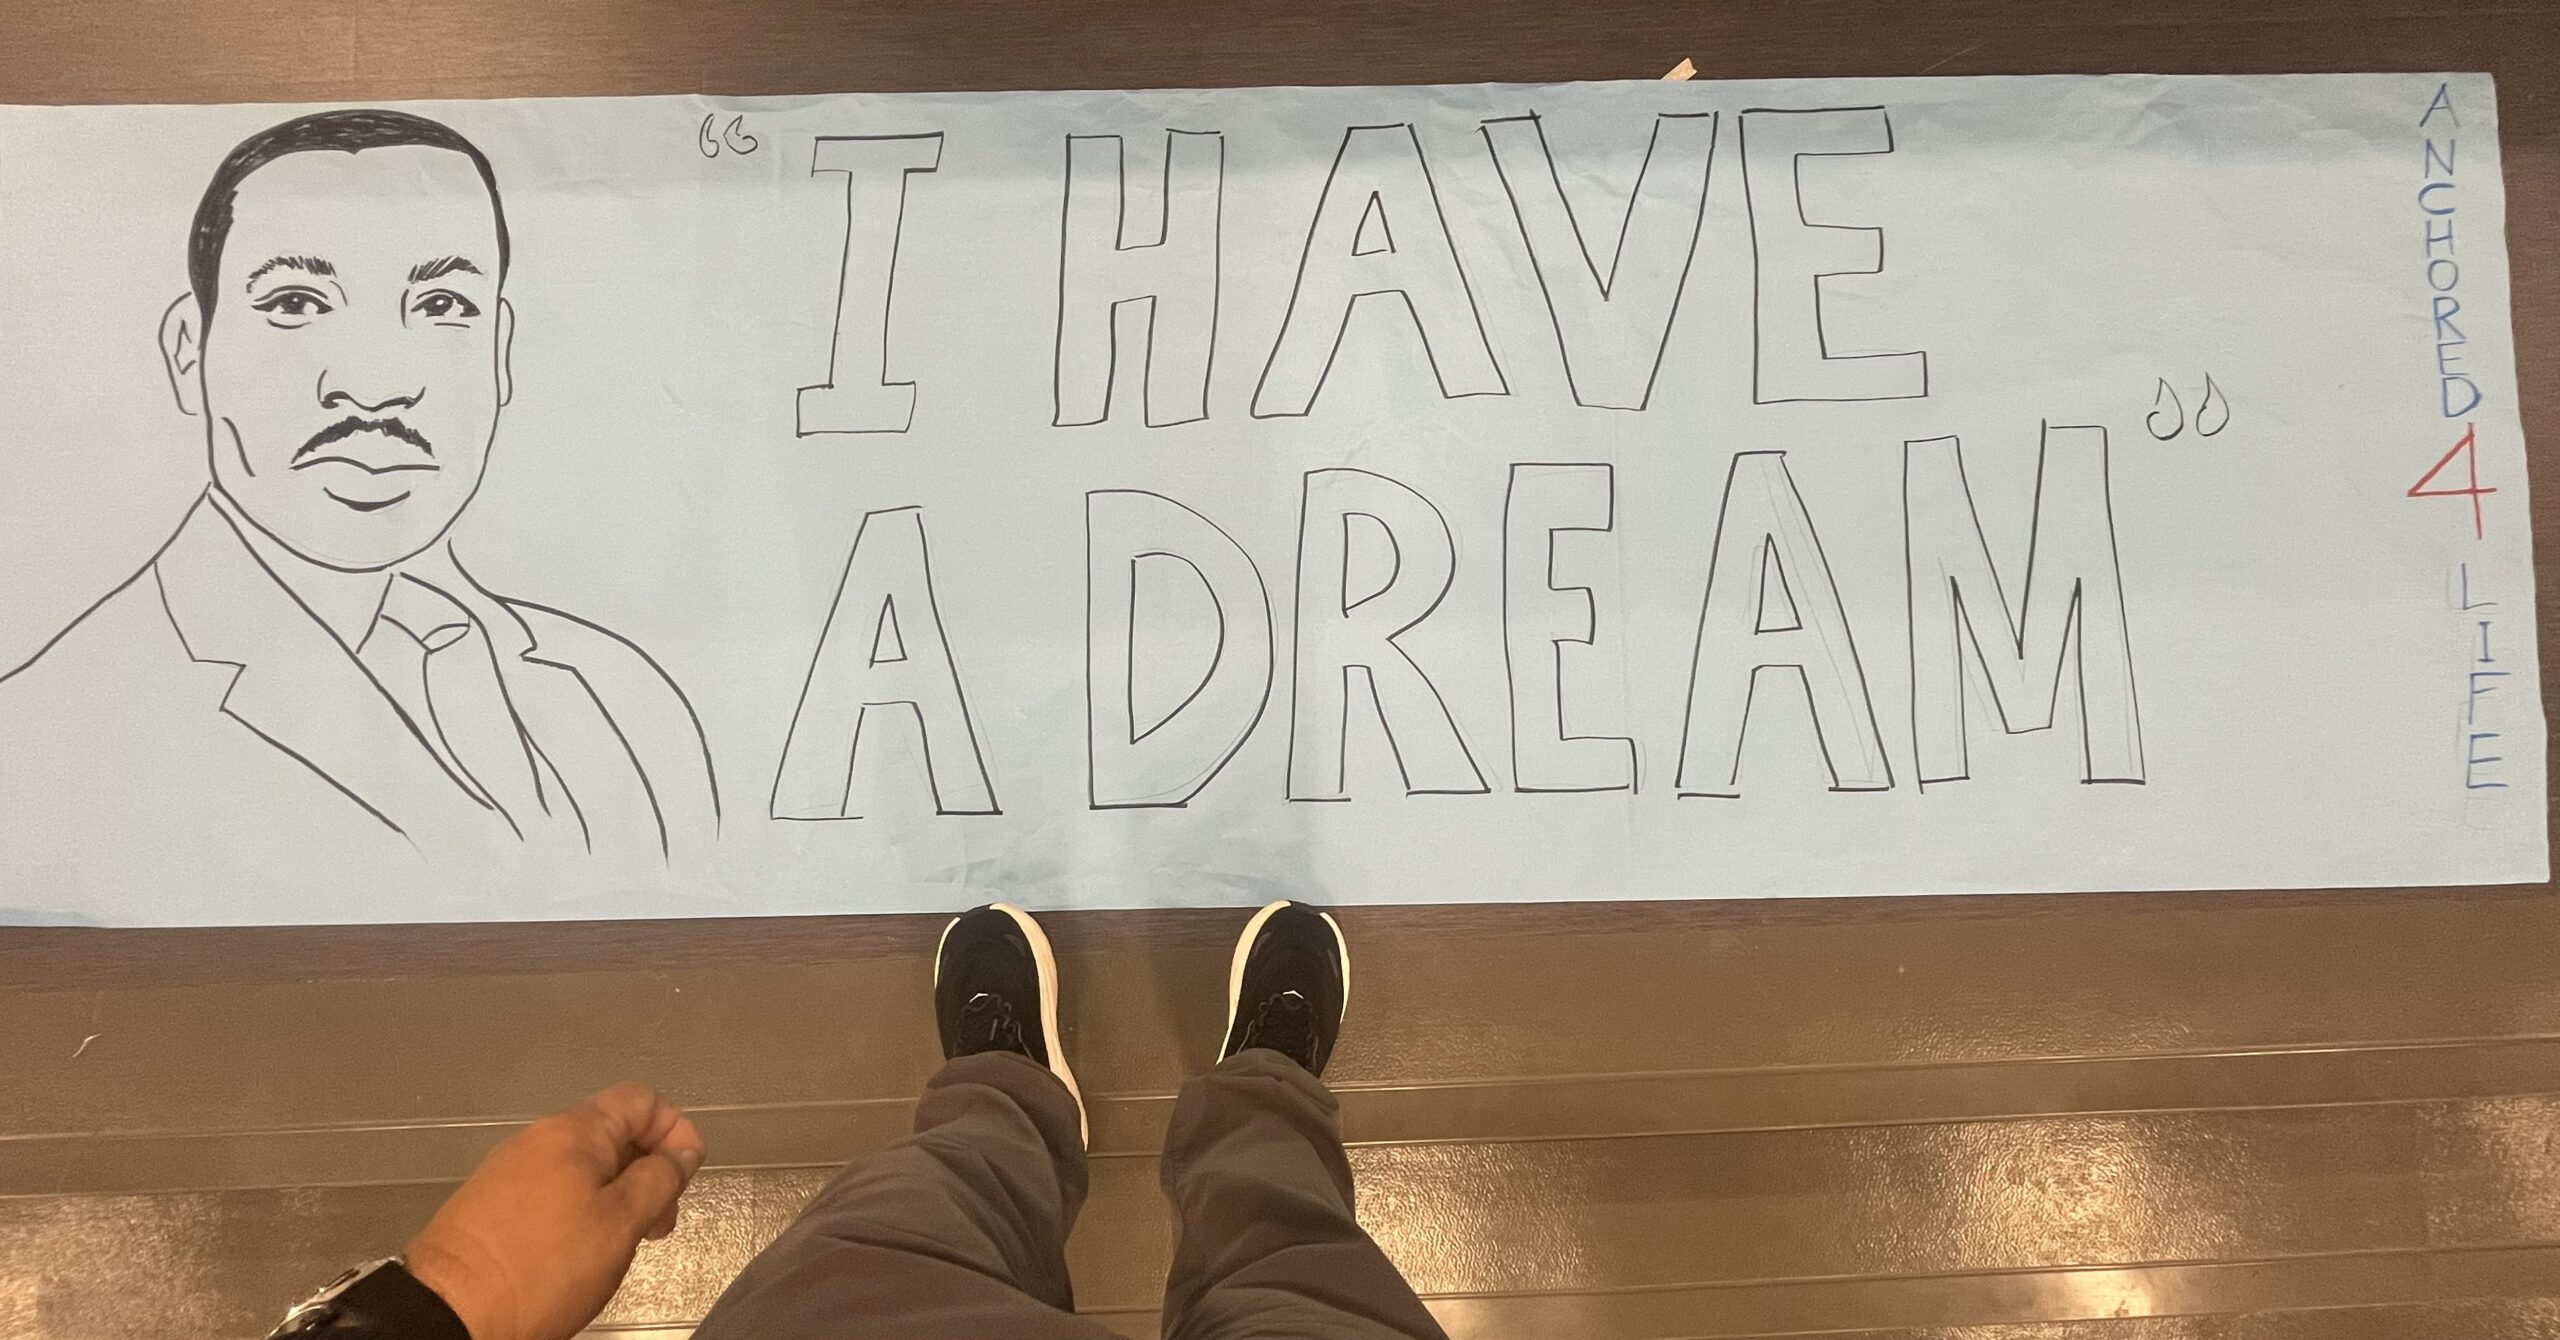 “I HAVE
A DREAM”
ANCHORED
4
LIFE